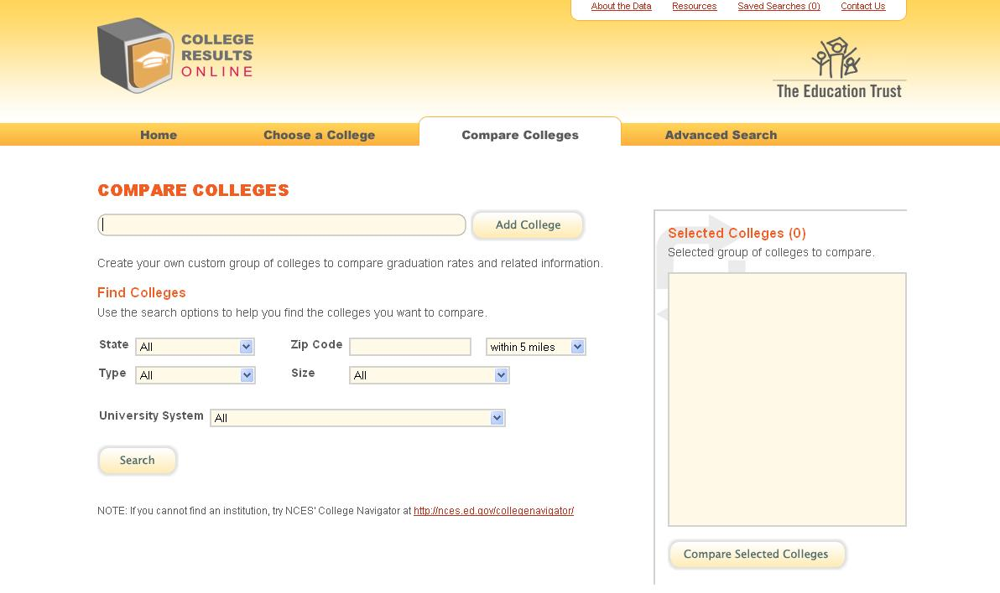 About the Data Resources Saved Searches (0) Contact Us
COLLEGE
RESULTS
ONLINE
The Education Trust
Home Choose a College Compare Colleges Advanced Search
COMPARE COLLEGES
Add College
Create your own custom group of colleges to compare graduation rates and related information.
Find Colleges
Use the search options to help you find the colleges you want to compare.
State All Zip Code within 5 miles
Type All Size All
University System All
Search
NOTE: If you cannot find an institution, try NCES' College Navigator at http://nces.ed.gov/collegenavigator/
Selected Colleges (0)
Selected group of colleges to compare.
Compare Selected Colleges